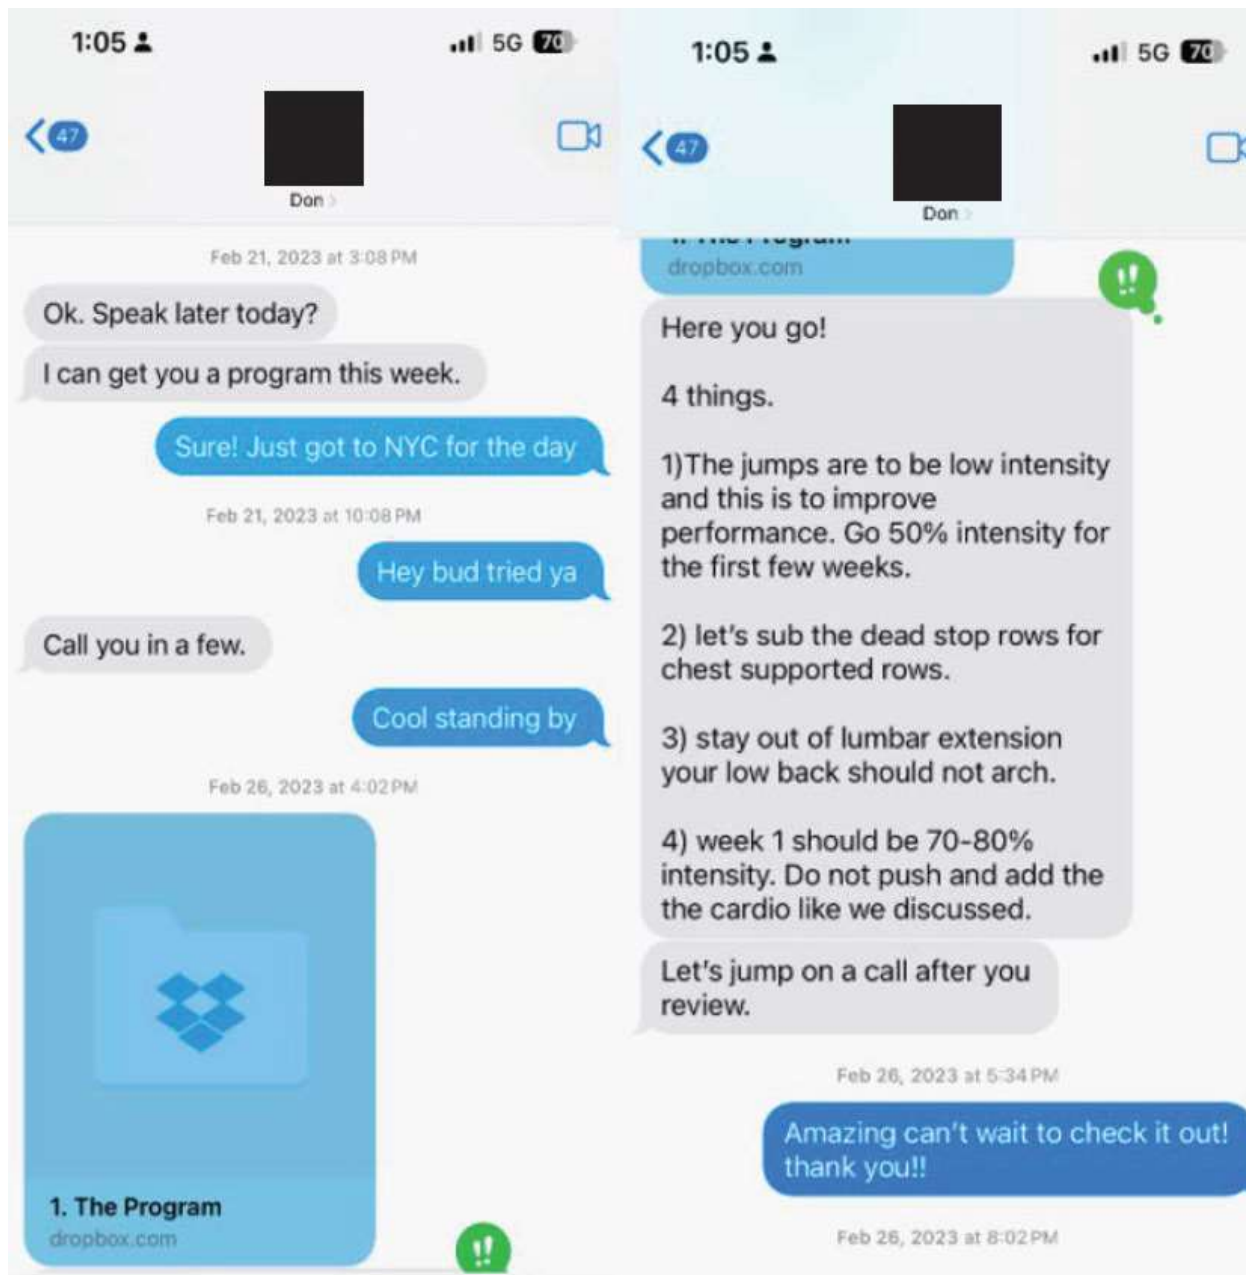 1:05
5G 70
47
Don
Feb 21, 2023 at 3:08 PM
Ok. Speak later today?
I can get you a program this week.
Sure! Just got to NYC for the day
Feb 21, 2023 at 10:08 PM
Hey bud tried ya
Call you in a few.
Cool standing by
Feb 26, 2023 at 4:02 PM
1. The Program
dropbox.com
!!
1:05
5G 70
47
Don
1. The Program
dropbox.com
!!
Here you go!
4 things.
1)The jumps are to be low intensity
and this is to improve
performance. Go 50% intensity for
the first few weeks.
2) let's sub the dead stop rows for
chest supported rows.
3) stay out of lumbar extension
your low back should not arch.
4) week 1 should be 70-80%
intensity. Do not push and add the
the cardio like we discussed.
Let's jump on a call after you
review.
Feb 26, 2023 at 5:34 PM
Amazing can't wait to check it out!
thank you!!
Feb 26, 2023 at 8:02 PM